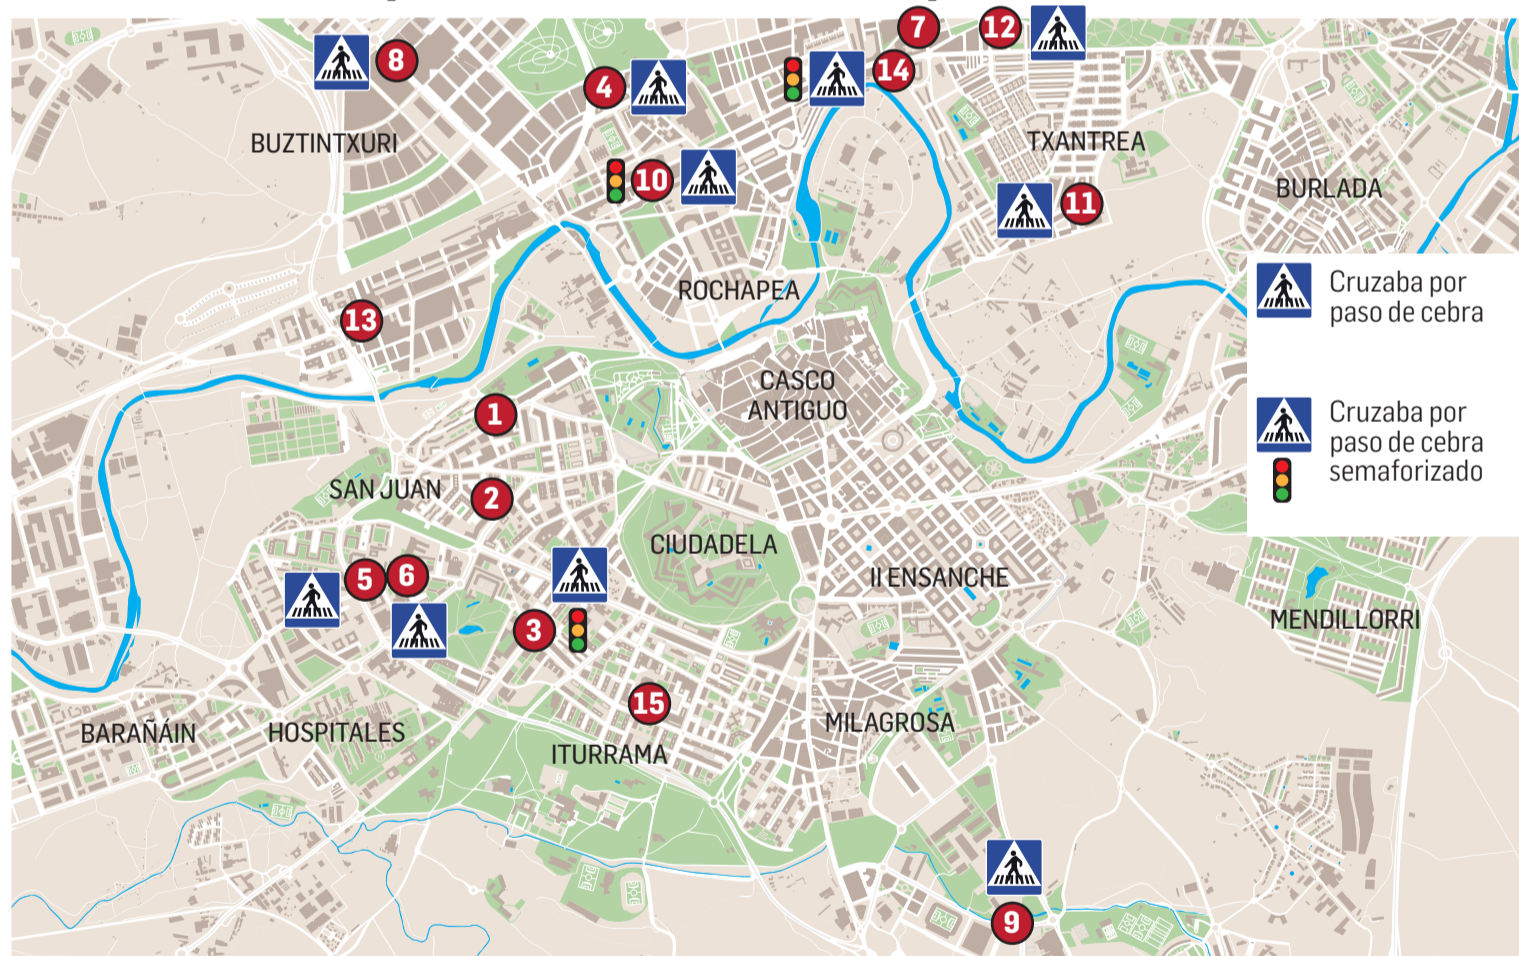 7
12
8
14
4
BUZTINTXURI
TXANTREA
10
BURLADA
11
Cruzaba por
paso de cebra
ROCHAPEA
13
CASCO
ANTIGUO
1
Cruzaba por
paso de cebra
semaforizado
SAN JUAN
2
CIUDADELA
II ENSANCHE
5
6
3
MENDILLORRI
15
BARAÑÁIN
HOSPITALES
MILAGROSA
ITURRAMA
9